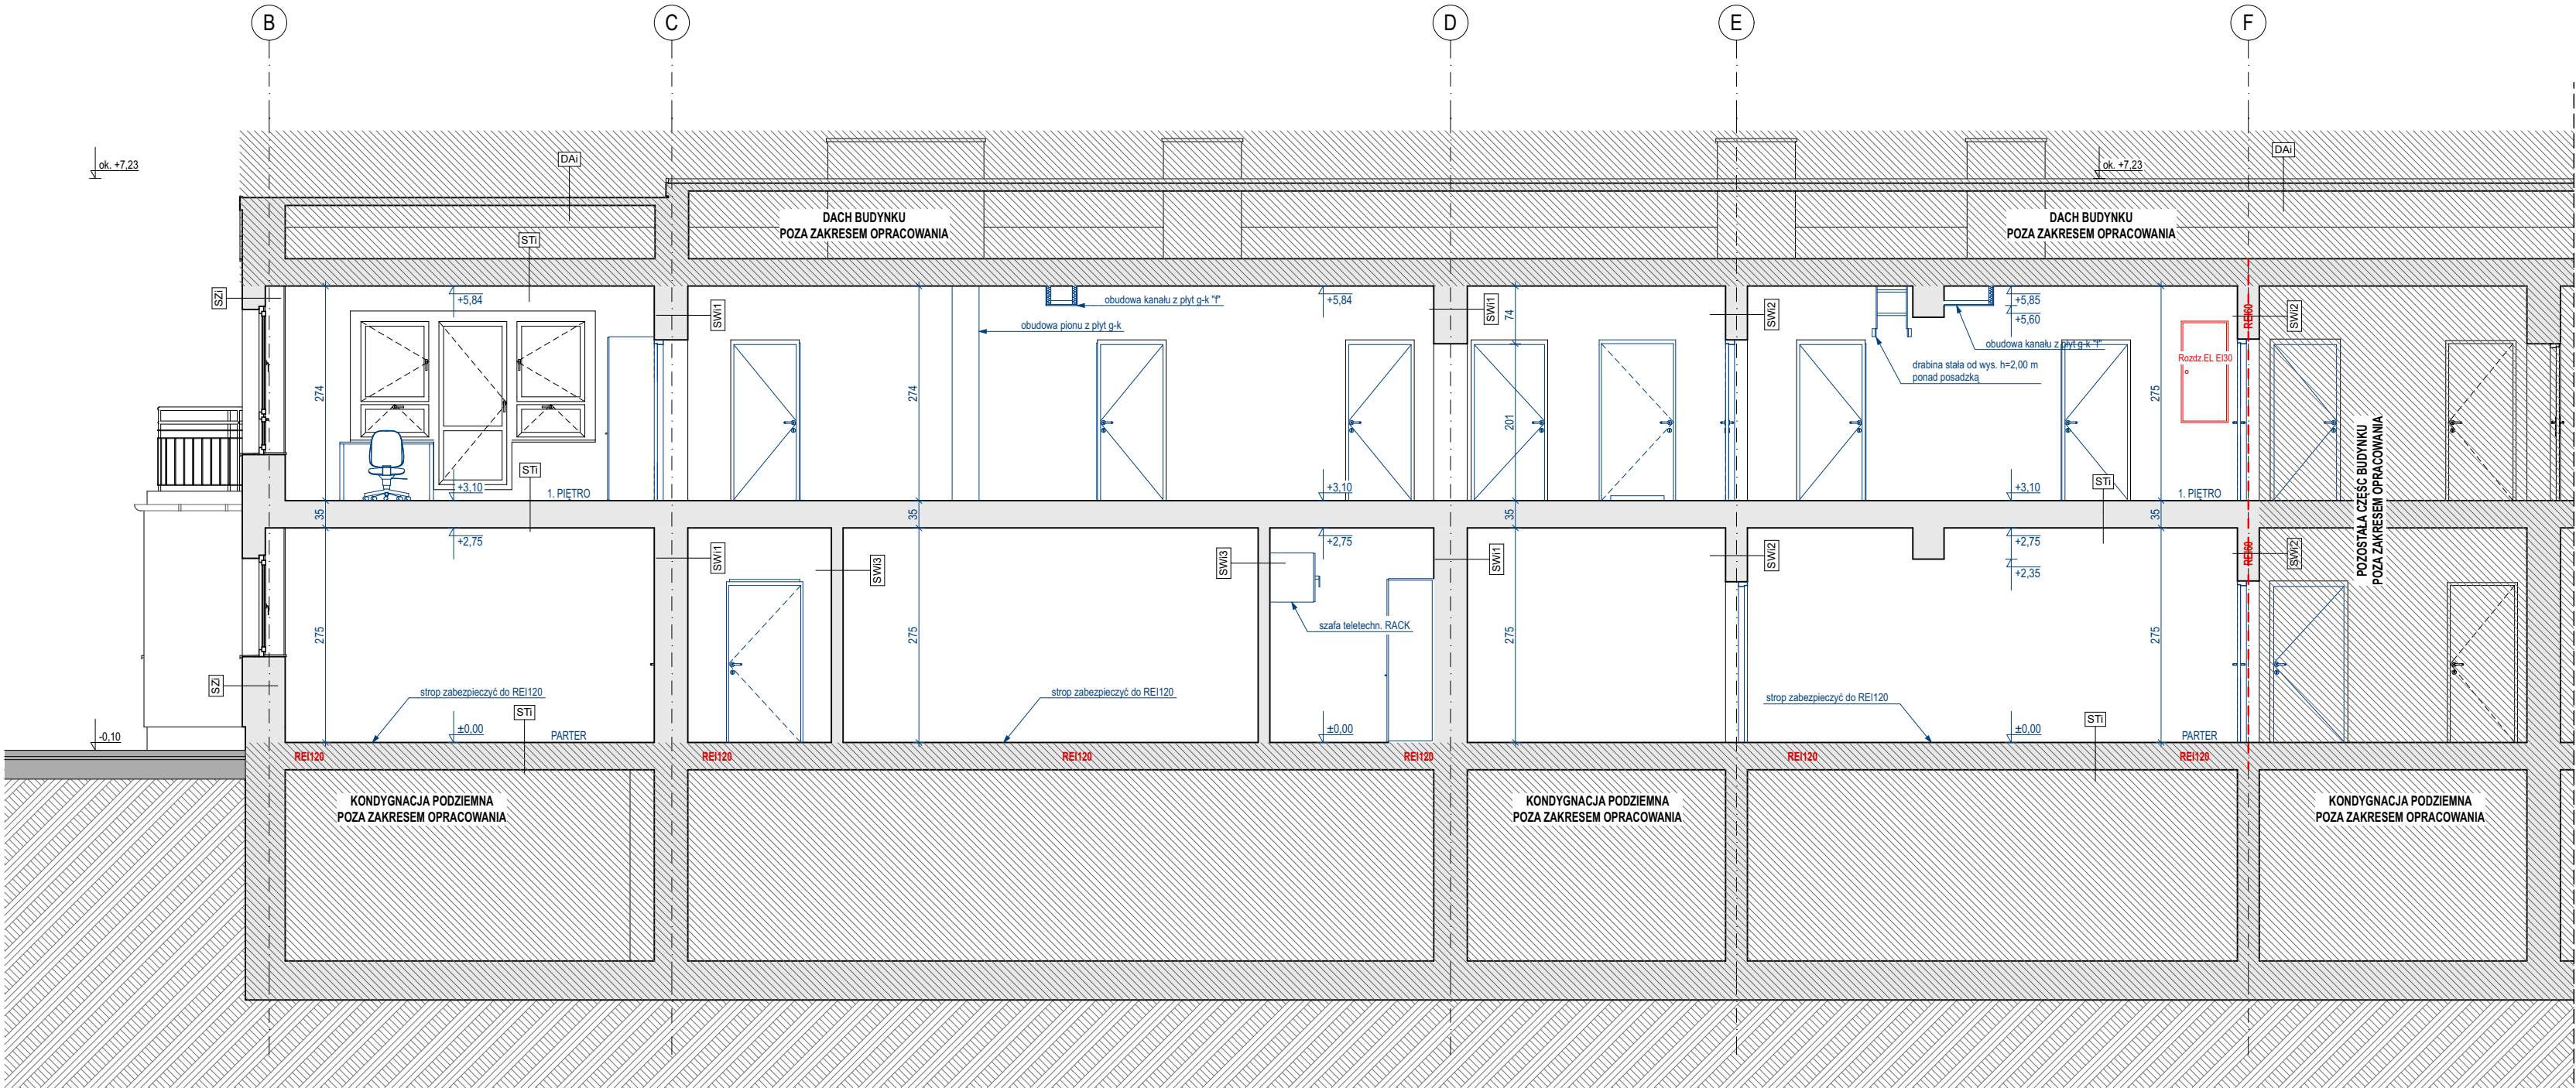 B
C
D
E
F
ok. +7,23
DAi
ok. +7,23
DAi
DACH BUDYNKU
POZA ZAKRESEM OPRACOWANIA
DACH BUDYNKU
POZA ZAKRESEM OPRACOWANIA
STi
SZi
+5,84
SWi1
obudowa kanału z płyt g-k "f"
obudowa pionu z płyt g-k
+5,84
SWi1
74
SWi2
+5,85
+5,60
obudowa kanału z płyt g-k "f"
drabina stała od wys. h=2,00 m
ponad posadzką
Rozdz.EL EI30
REI60
SWi2
274
274
201
275
POZOSTAŁA CZĘŚC BUDYNKU
POZA ZAKRESEM OPRACOWANIA
STi
+3,10
1. PIĘTRO
+3,10
+3,10
STi
1. PIĘTRO
35
35
35
35
+2,75
SWi1
SWi3
SWi3
+2,75
SWi1
SWi2
+2,75
+2,35
REI60
SWi2
szafa teletechn. RACK
275
275
275
275
SZi
strop zabezpieczyć do REI120
strop zabezpieczyć do REI120
strop zabezpieczyć do REI120
STi
STi
-0,10
±0,00
PARTER
±0,00
±0,00
PARTER
REI120
REI120
REI120
REI120
REI120
REI120
KONDYGNACJA PODZIEMNA
POZA ZAKRESEM OPRACOWANIA
KONDYGNACJA PODZIEMNA
POZA ZAKRESEM OPRACOWANIA
KONDYGNACJA PODZIEMNA
POZA ZAKRESEM OPRACOWANIA